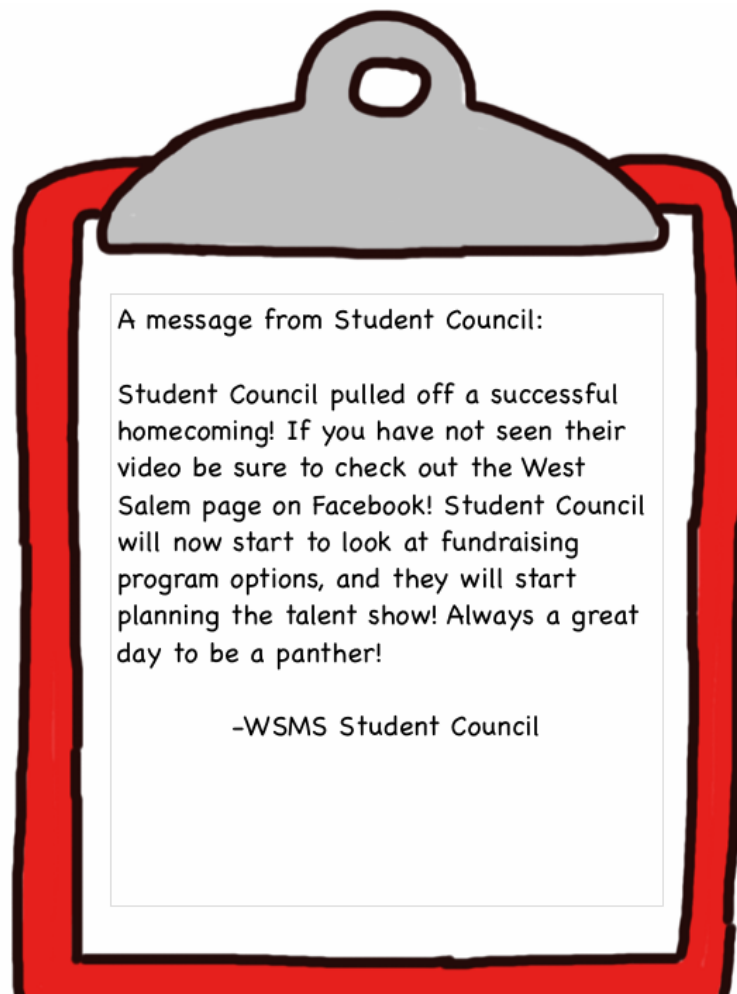 A message from Student Council:
Student Council pulled off a successful
homecoming! If you have not seen their
video be sure to check out the West
Salem page on Facebook! Student Council
will now start to look at fundraising
program options, and they will start
planning the talent show! Always a great
day to be a panther!
-WSMS Student Council